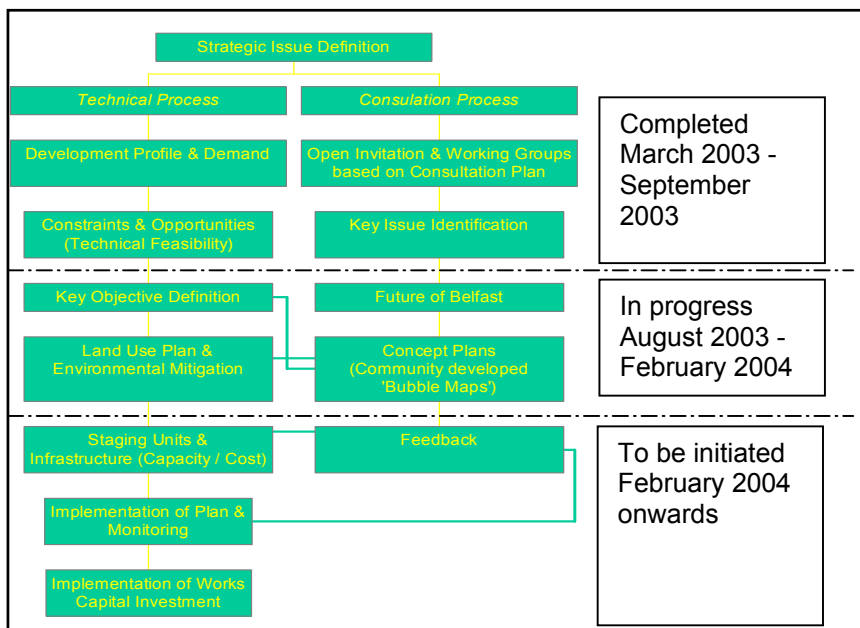 Strategic Issue Definition
Technical Process
Consulation Process
Development Profile & Demand
Open Invitation & Working Groups
based on Consultation Plan
Constraints & Opportunities
(Technical Feasibility)
Key Issue Identification
Completed
March 2003 -
September
2003
Key Objective Definition
Future of Belfast
Land Use Plan &
Environmental Mitigation
Concept Plans
(Community developed
'Bubble Maps')
In progress
August 2003 -
February 2004
Staging Units &
Infrastructure (Capacity / Cost)
Feedback
Implementation of Plan &
Monitoring
Implementation of Works
Capital Investment
To be initiated
February 2004
onwards